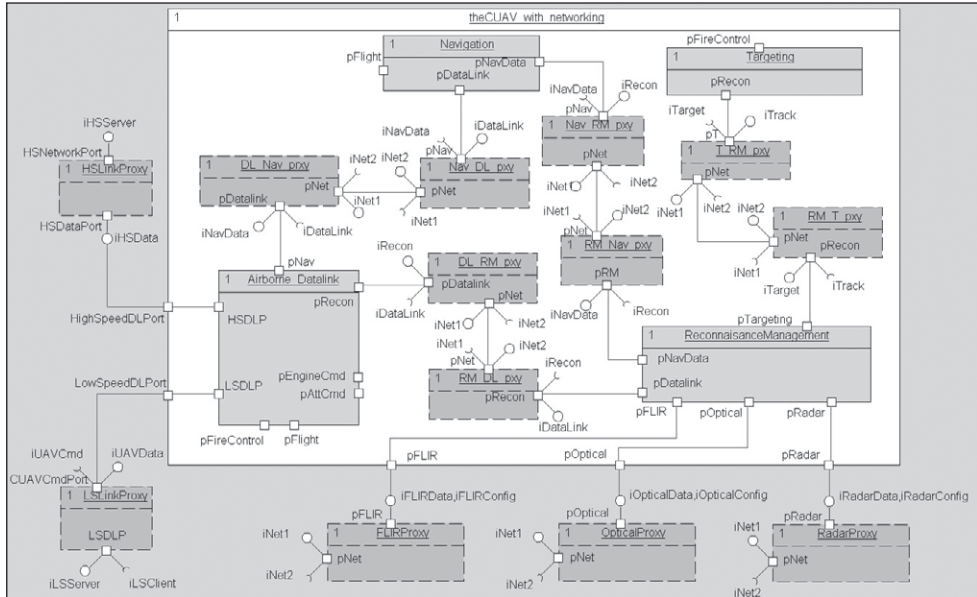 1
theCUAV_with_networking
pFireControl
1
Navigation
pFlight
pNavData
pDataLink
1
Targeting
pRecon
iNavData
iRecon
pNav
iTarget
iTrack
pT
iHSServer
HSNetworkPort
1
HSLinkProxy
HSDataPort
iHSData
1
DL_Nav_prxy
pNet
pDatalink
iNet2
iNet1
iNavData
iDataLink
iNavData
iDataLink
pNav
1
Nav_DL_pxy
pNet
iNet2
iNet1
1
Nav_RM_pxy
pNet
iNet1
iNet2
1
T_RM_pxy
pNet
iNet1
iNet2
iNet2
iNet1
1
RM_T_pxy
pNet
pRecon
iTarget
iTrack
pNav
1
Airborne_Datalink
pRecon
HSDLP
LSDLP
pEngineCmd
pAttCmd
pFireControl
pFlight
HighSpeedDLPort
LowSpeedDLPort
iRecon
iDataLink
1
DL_RM_pxy
pDatalink
pNet
iNet1
iNet2
iNet1
iNet2
pNet
1
RM_DL_pxy
pRecon
iRecon
iDataLink
iNet1
iNet2
pNet
1
RM_Nav_pxy
pRM
iNavData
iRecon
pTargeting
1
ReconnaisanceManagement
pNavData
pDatalink
pFLIR
pOptical
pRadar
pFLIR
pOptical
pRadar
iUAVCmd
iUAVData
CUAVCmdPort
1
LSLinkProxy
LSDLP
iLSServer
iLSClient
iFLIRData,iFLIRConfig
pFLIR
iNet1
1
FLIRProxy
pNet
iNet2
iOpticalData,iOpticalConfig
pOptical
iNet1
1
OpticalProxy
pNet
iNet2
iRadarData,iRadarConfig
pRadar
iNet1
1
RadarProxy
pNet
iNet2